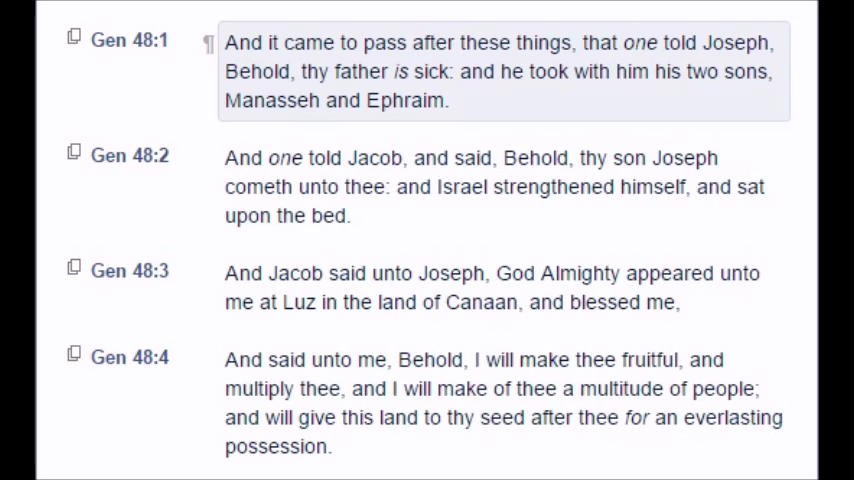 Gen 48:1 ¶ And it came to pass after these things, that one told Joseph,
Behold, thy father is sick: and he took with him his two sons,
Manasseh and Ephraim.
Gen 48:2 And one told Jacob, and said, Behold, thy son Joseph
cometh unto thee: and Israel strengthened himself, and sat
upon the bed.
Gen 48:3 And Jacob said unto Joseph, God Almighty appeared unto
me at Luz in the land of Canaan, and blessed me,
Gen 48:4 And said unto me, Behold, I will make thee fruitful, and
multiply thee, and I will make of thee a multitude of people;
and will give this land to thy seed after thee for an everlasting
possession.